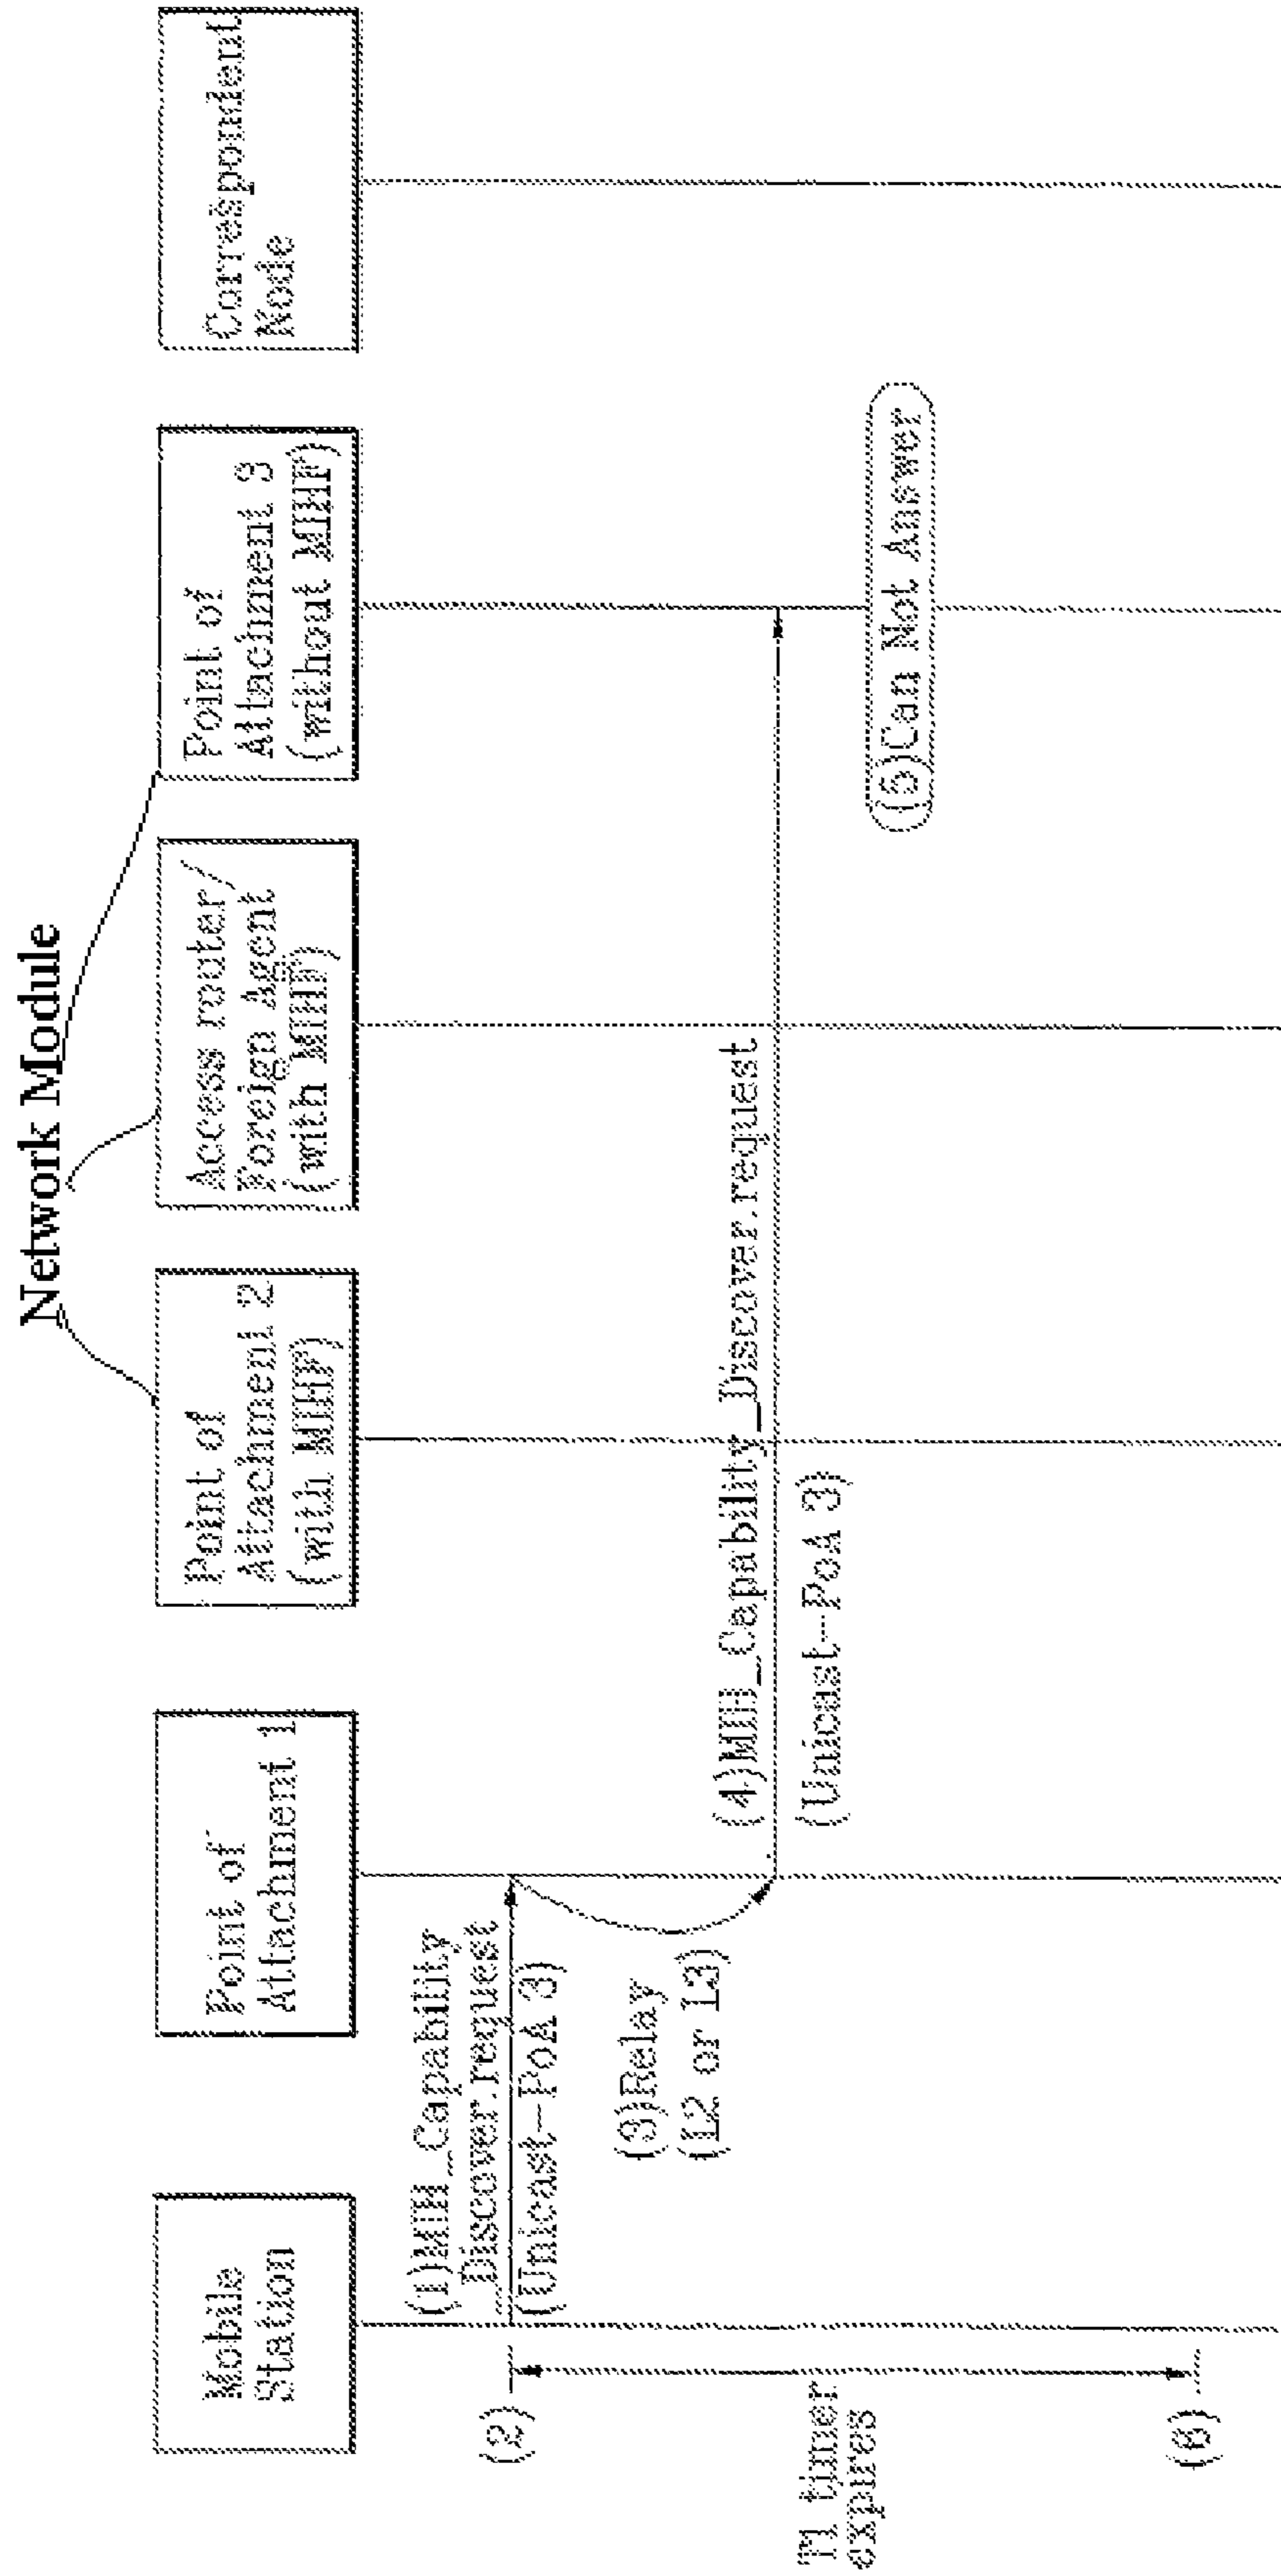 Network Module
Mobile
Station
Point of
Attachment 1
Point of
Attachment 2
(with MIHF)
Access router/
Foreign Agent
(with MIHF)
Point of
Attachment 3
(without MIHF)
Correspondent
Node
(1)MIH_Capability
_Discover.request
(Unicast-PoA 3)
(2)
(3)Relay
(L2 or L3)
(4)MIH_Capability_Discover.request
(Unicast-PoA 3)
(5)Can Not Answer
T1 timer
expires
(6)